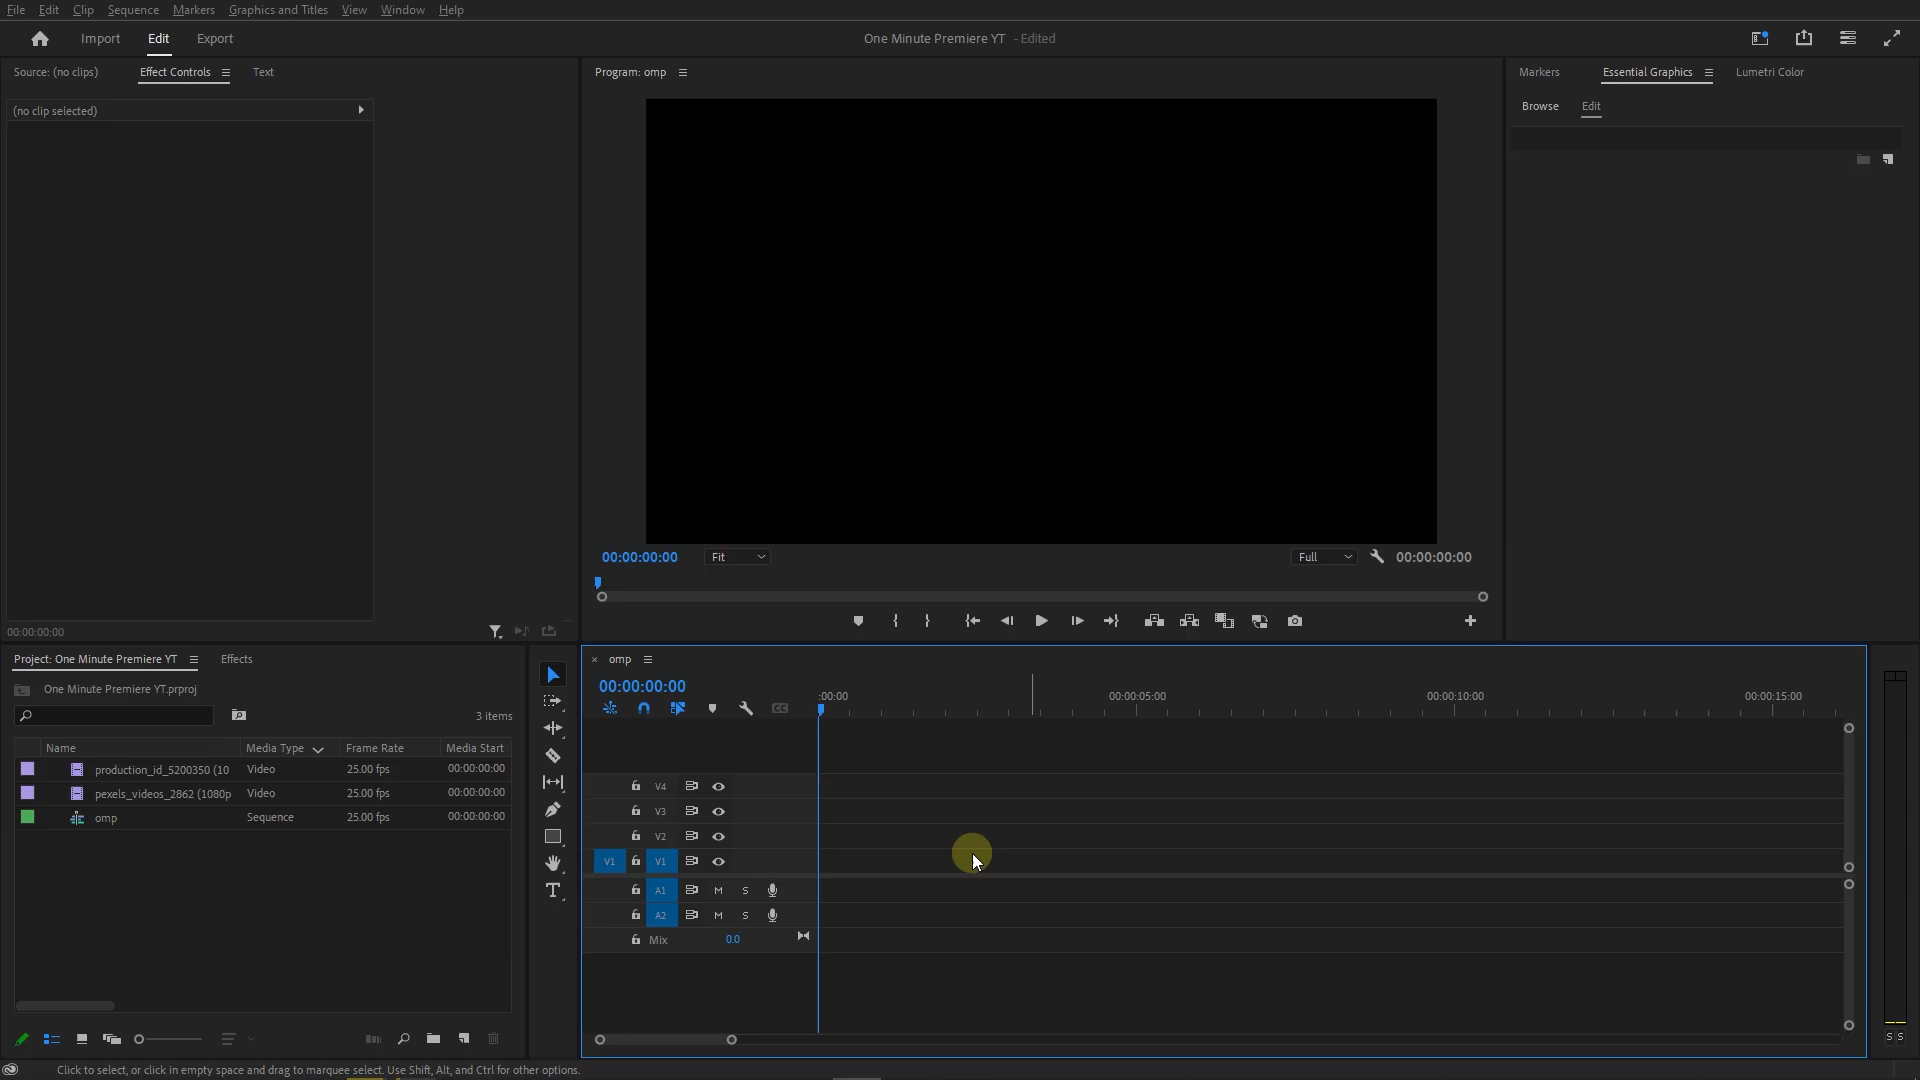 File Edit Clip Sequence Markers Graphics and Titles View Window Help
Import Edit Export
One Minute Premiere YT - Edited
Source: (no clips) Effect Controls Text
Program: omp
Markers Essential Graphics Lumetri Color
(no clip selected)
Browse Edit
00:00:00:00 Fit
Full 00:00:00:00
00:00:00:00
Project: One Minute Premiere YT Effects
One Minute Premiere YT.prproj
3 items
Name Media Type Frame Rate Media Start
production_id_5200350 (10 Video 25.00 fps 00:00:00:00
pexels_videos_2862 (1080p Video 25.00 fps 00:00:00:00
omp Sequence 25.00 fps 00:00:00:00
× omp
00:00:00:00
:00:00 00:00:05:00 00:00:10:00 00:00:15:00
V4
V3
V2
V1 V1
A1 M S
A2 M S
Mix 0.0
S S
Click to select, or click in empty space and drag to marquee select. Use Shift, Alt, and Ctrl for other options.